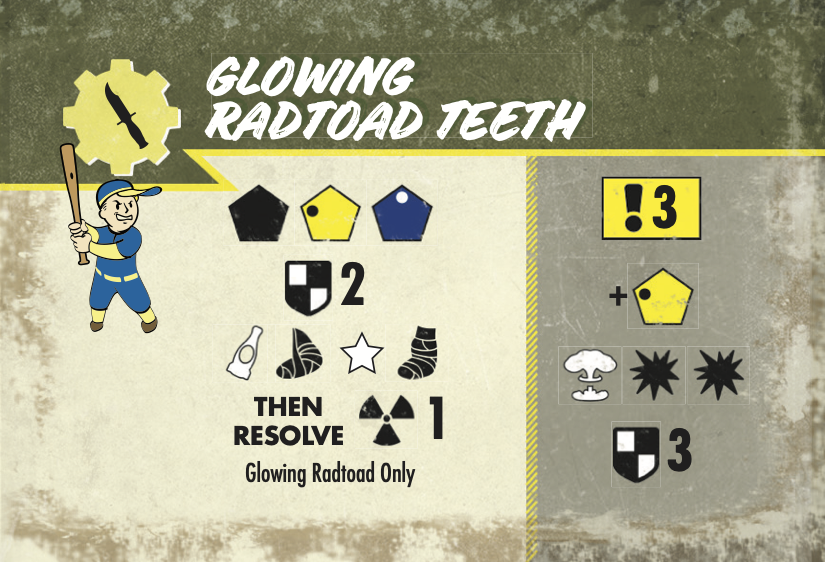 GLOWING
RADTOAD TEETH
!3
2
+
THEN
RESOLVE
1
3
Glowing Radtoad Only